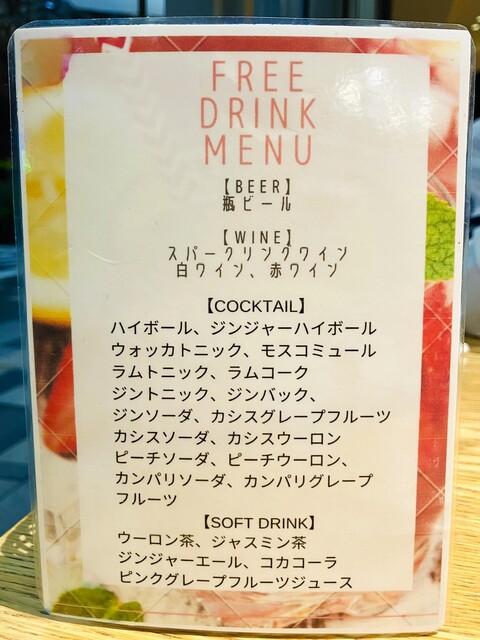 FREE
DRINK
MENU
【BEER】
瓶ビール
【WINE】
スパークリングワイン
白ワイン、赤ワイン
【COCKTAIL】
ハイボール、ジンジャーハイボール
ウォッカトニック、モスコミュール
ラムトニック、ラムコーク
ジントニック、ジンバック、
ジンソーダ、カシスグレープフルーツ
カシスソーダ、カシスウーロン
ピーチソーダ、ピーチウーロン、
カンパリソーダ、カンパリグレープ
フルーツ
【SOFT DRINK】
ウーロン茶、ジャスミン茶
ジンジャーエール、コカコーラ
ピンクグレープフルーツジュース